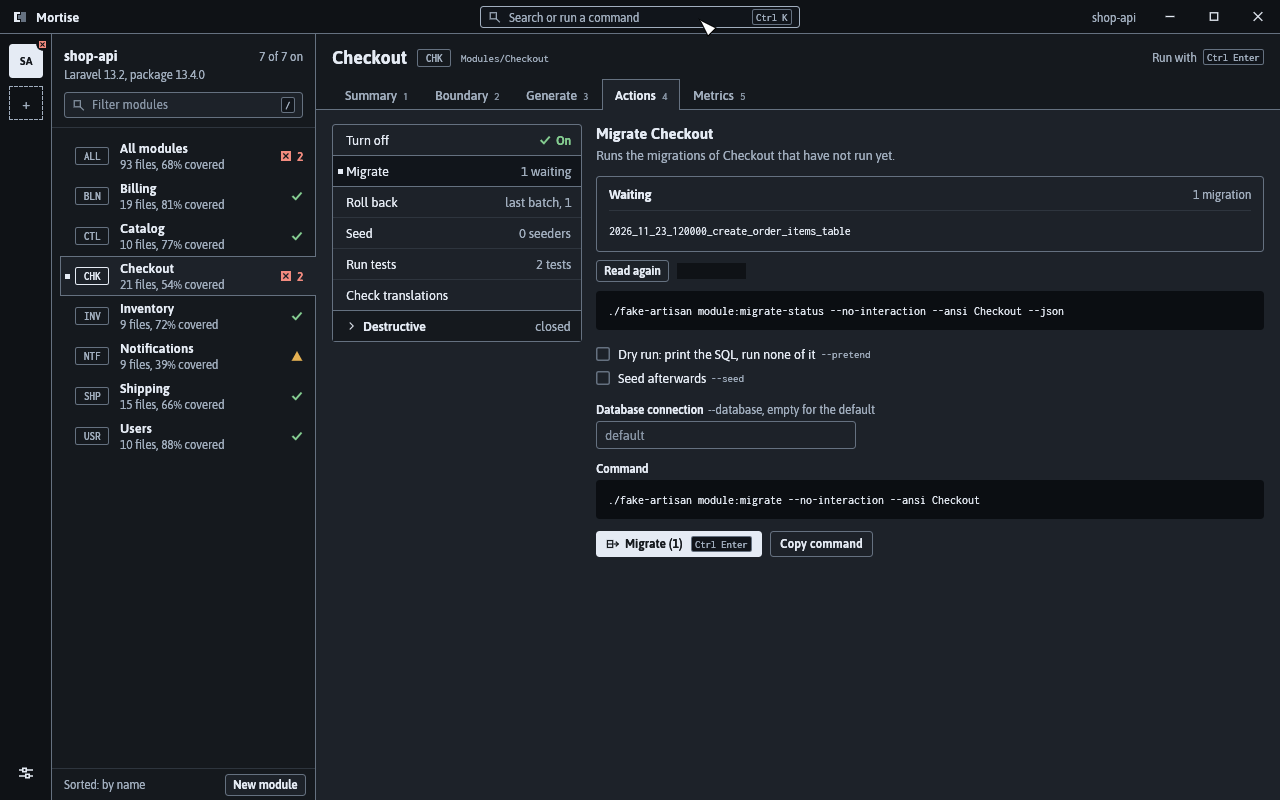 Mortise
Search or run a command
Ctrl K
shop-api
SA
+
shop-api
7 of 7 on
Laravel 13.2, package 13.4.0
Filter modules
/
ALL
All modules
93 files, 68% covered
2
BLN
Billing
19 files, 81% covered
CTL
Catalog
10 files, 77% covered
CHK
Checkout
21 files, 54% covered
2
INV
Inventory
9 files, 72% covered
NTF
Notifications
9 files, 39% covered
SHP
Shipping
15 files, 66% covered
USR
Users
10 files, 88% covered
Sorted: by name
New module
Checkout
CHK
Modules/Checkout
Run with
Ctrl Enter
Summary 1
Boundary 2
Generate 3
Actions 4
Metrics 5
Turn off
On
Migrate
1 waiting
Roll back
last batch, 1
Seed
0 seeders
Run tests
2 tests
Check translations
Destructive
closed
Migrate Checkout
Runs the migrations of Checkout that have not run yet.
Waiting
1 migration
2026_11_23_120000_create_order_items_table
Read again
./fake-artisan module:migrate-status --no-interaction --ansi Checkout --json
Dry run: print the SQL, run none of it --pretend
Seed afterwards --seed
Database connection --database, empty for the default
default
Command
./fake-artisan module:migrate --no-interaction --ansi Checkout
Migrate (1)
Ctrl Enter
Copy command